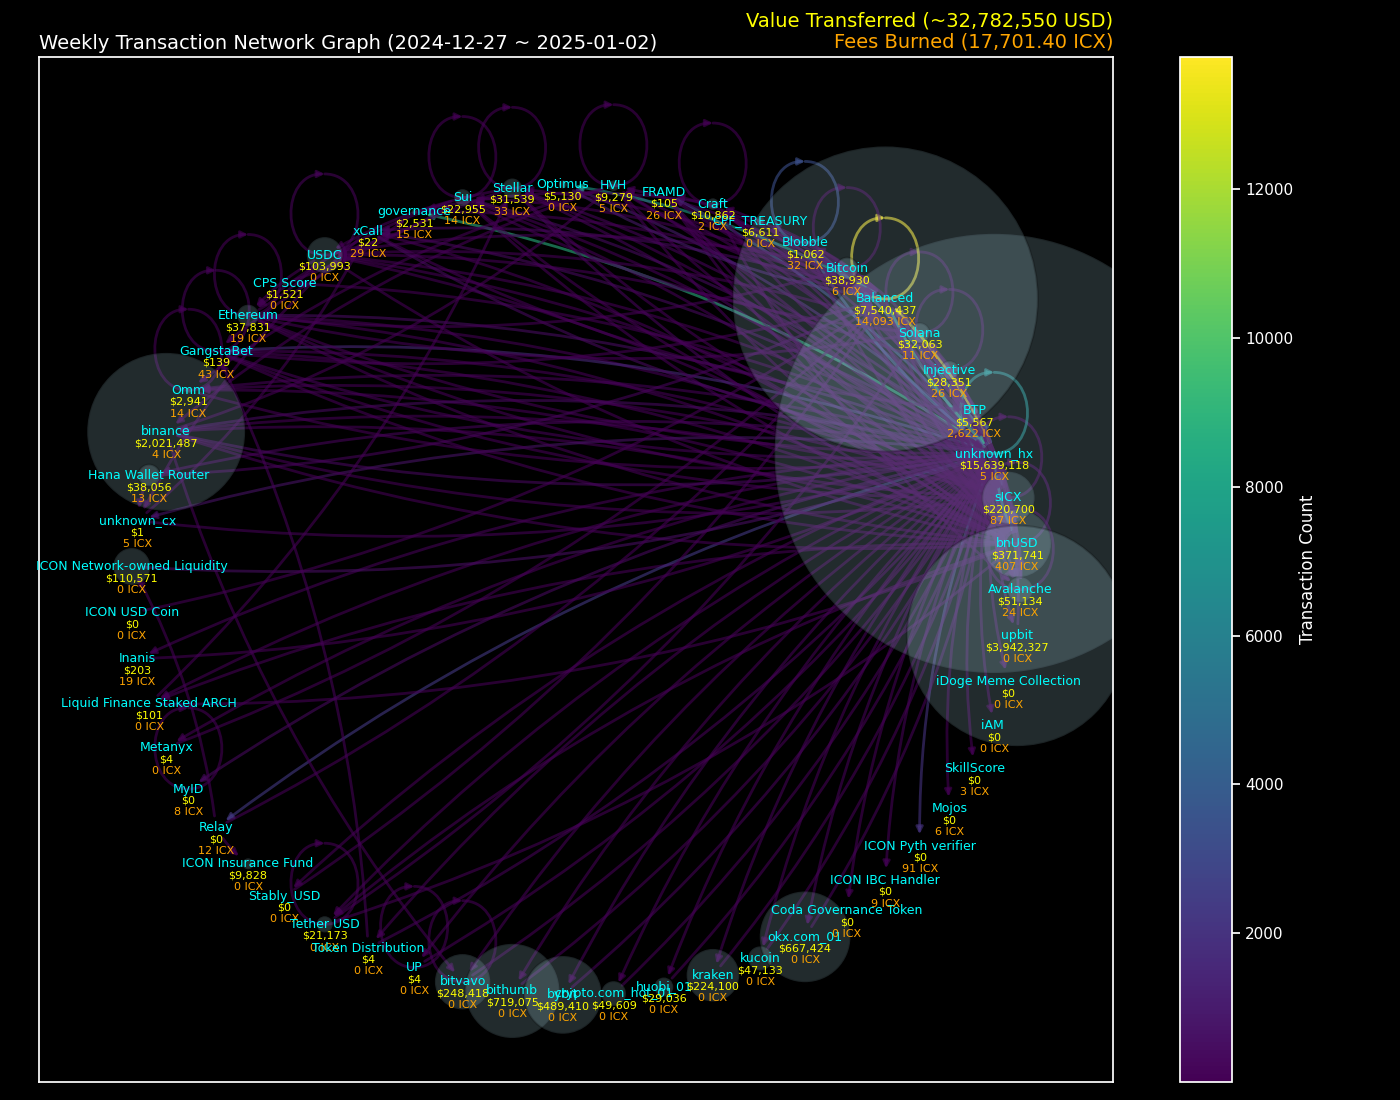 Value Transferred (~32,782,550 USD)
Weekly Transaction Network Graph (2024-12-27 ~ 2025-01-02)
Fees Burned (17,701.40 ICX)
Optimus
$5,130
0 ICX
HVH
$9,279
5 ICX
Stellar
$31,539
33 ICX
FRAMD
$105
26 ICX
Sui
$22,955
14 ICX
Craft
$10,862
2 ICX
governance
$2,531
15 ICX
CPF_TREASURY
$6,611
0 ICX
xCall
$22
29 ICX
Blobble
$1,062
32 ICX
USDC
$103,993
0 ICX
Bitcoin
$38,930
6 ICX
CPS Score
$1,521
0 ICX
Balanced
$7,540,437
14,093 ICX
Ethereum
$37,831
19 ICX
Solana
$32,063
11 ICX
GangstaBet
$139
43 ICX
Injective
$28,351
26 ICX
Omm
$2,941
14 ICX
BTP
$5,567
2,622 ICX
binance
$2,021,487
4 ICX
unknown_hx
$15,639,118
5 ICX
Hana Wallet Router
$38,056
13 ICX
sICX
$220,700
87 ICX
unknown_cx
$1
5 ICX
bnUSD
$371,741
407 ICX
ICON Network-owned Liquidity
$110,571
0 ICX
Avalanche
$51,134
24 ICX
ICON USD Coin
$0
0 ICX
upbit
$3,942,327
0 ICX
Inanis
$203
19 ICX
iDoge Meme Collection
$0
0 ICX
Liquid Finance Staked ARCH
$101
0 ICX
iAM
$0
0 ICX
Metanyx
$4
0 ICX
SkillScore
$0
3 ICX
MyID
$0
8 ICX
Mojos
$0
6 ICX
Relay
$0
12 ICX
ICON Pyth verifier
$0
91 ICX
ICON Insurance Fund
$9,828
0 ICX
ICON IBC Handler
$0
9 ICX
Stably_USD
$0
0 ICX
Coda Governance Token
$0
0 ICX
Tether USD
$21,173
0 ICX
okx.com_01
$667,424
0 ICX
Token Distribution
$4
0 ICX
kucoin
$47,133
0 ICX
UP
$4
0 ICX
kraken
$224,100
0 ICX
bitvavo
$248,418
0 ICX
huobi_01
$29,036
0 ICX
bithumb
$719,075
0 ICX
bybit
$489,410
0 ICX
crypto.com_hot_01
$49,609
0 ICX
12000
10000
8000
6000
4000
2000
Transaction Count